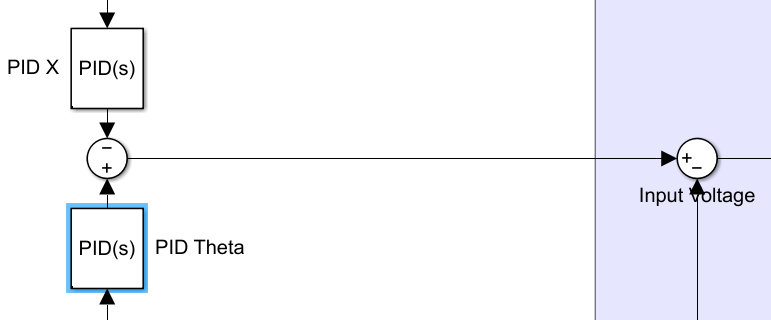 PID X
PID(s)
−
+
+
−
Input Voltage
PID(s)
PID Theta